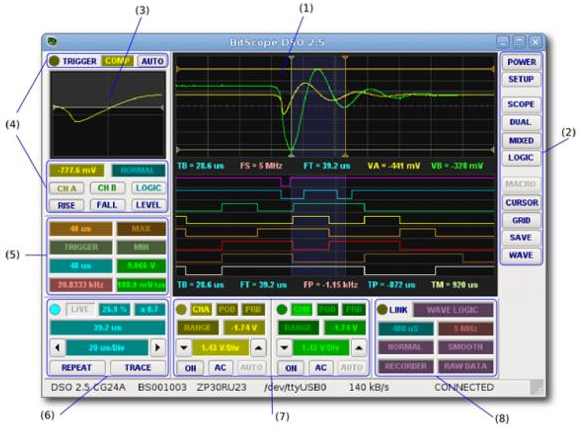 (3)
(1)
BitScope DSO 2.5
TRIGGER COMP AUTO
POWER
SETUP
SCOPE
DUAL
MIXED
LOGIC
MACRO
CURSOR
GRID
SAVE
WAVE
(2)
(4)
TB = 28.6 us FS = 5 MHz FT = 39.2 us VA = -441 mV VB = -328 mV
-777.6 mV NORMAL
CH A CH B LOGIC
RISE FALL LEVEL
(5)
48 us MAX
TRIGGER MIN
48 us
20.8333 kHz
TB = 28.6 us FT = 39.2 us FP = -1.15 kHz TP = -872 us TM = 920 us
LIVE 25.9 % x 0.7
39.2 us
20 us/Div
REPEAT TRACE
CHA POD PRB
RANGE -1.74 V
1.43 V/Div
ON AC AUTO
CHB POD PRB
RANGE -1.74 V
1.43 V/Div
ON AC AUTO
LINK WAVE LOGIC
400 uS 5 MHz
NORMAL SMOOTH
RECORDER RAW DATA
DSO 2.5 CG24A BS001003 ZP30RU23 /dev/ttyUSB0 140 kB/s CONNECTED
(6)
(7)
(8)